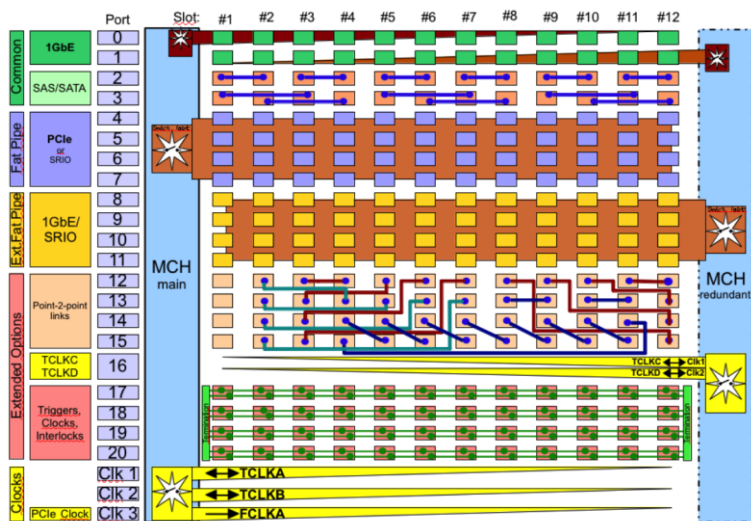 Port Slot: #1 #2 #3 #4 #5 #6 #7 #8 #9 #10 #11 #12
Common
1GbE
0
1
SAS/SATA
2
3
Fat Pipe
PCIe
or
SRIO
4
5
6
7
Ext.Fat Pipe
1GbE/
SRIO
8
9
10
11
MCH
main
MCH
redundant
Extended Options
Point-2-point
links
12
13
14
15
TCLKC
TCLKD
16
TCLKC Clk1
TCLKD Clk2
Triggers,
Clocks,
Interlocks
17
18
19
20
Termination
Termination
Clocks
Clk 1
TCLKA
Clk 2
TCLKB
PCIe Clock
Clk 3
FCLKA